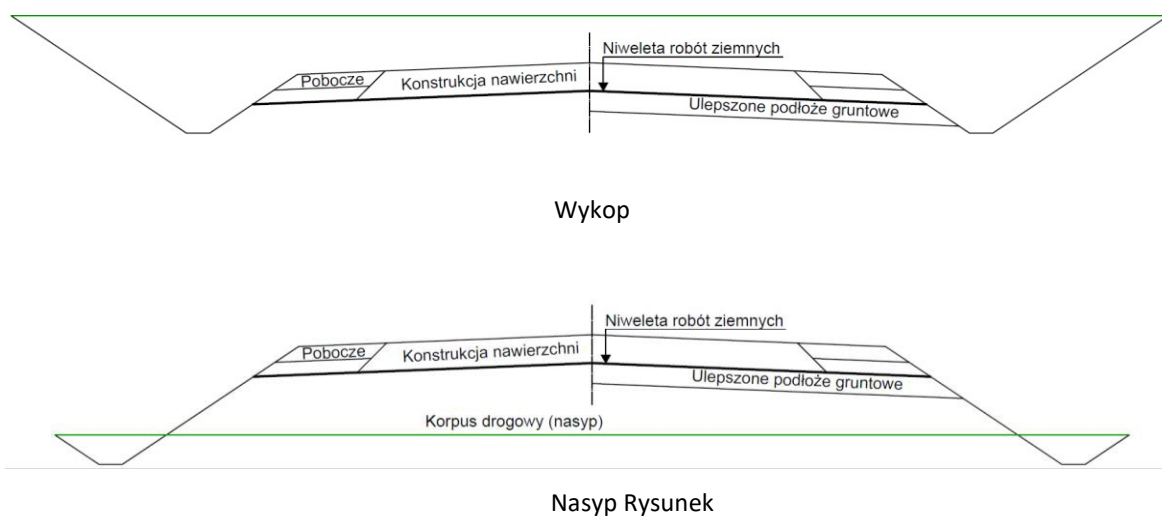 Niweleta robót ziemnych
Pobocze
Konstrukcja nawierzchni
Ulepszone podłoże gruntowe
Wykop
Niweleta robót ziemnych
Pobocze
Konstrukcja nawierzchni
Ulepszone podłoże gruntowe
Korpus drogowy (nasyp)
Nasyp Rysunek